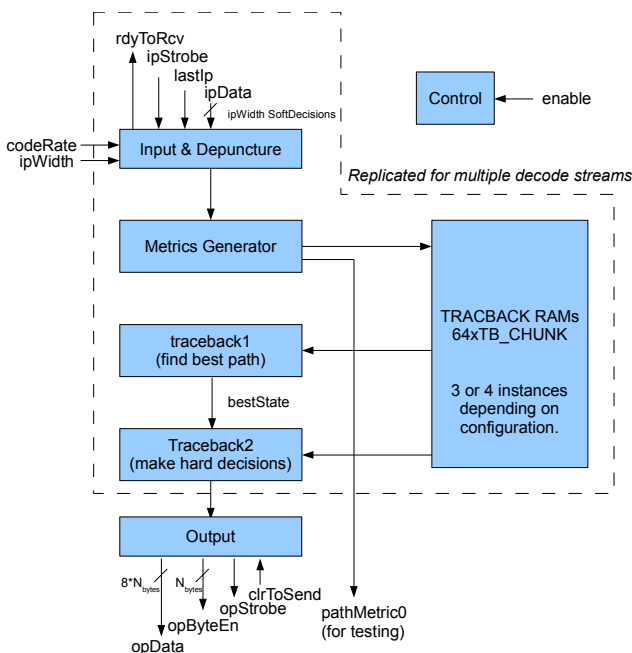 rdyToRcv
ipStrobe
lastIp
ipData
ipWidth SoftDecisions
Control
enable
codeRate
ipWidth
Input & Depuncture
Replicated for multiple decode streams
Metrics Generator
TRACBACK RAMs
64xTB_CHUNK
3 or 4 instances
depending on
configuration.
traceback1
(find best path)
bestState
Traceback2
(make hard decisions)
Output
8*Nbytes
Nbytes
clrToSend
opStrobe
opByteEn
opData
pathMetric0
(for testing)